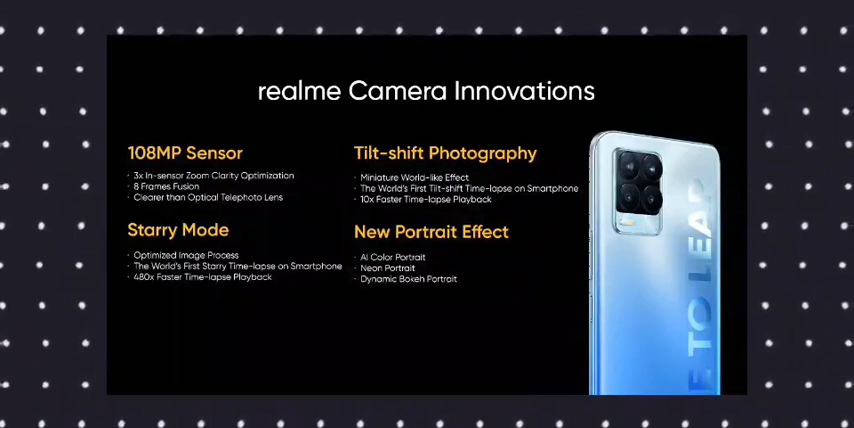 realme Camera Innovations
108MP Sensor
· 3x In-sensor Zoom Clarity Optimization
· 8 Frames Fusion
· Clearer than Optical Telephoto Lens
Starry Mode
· Optimized Image Process
· The World's First Starry Time-lapse on Smartphone
· 480x Faster Time-lapse Playback
Tilt-shift Photography
· Miniature World-like Effect
· The World's First Tilt-shift Time-lapse on Smartphone
· 10x Faster Time-lapse Playback
New Portrait Effect
· AI Color Portrait
· Neon Portrait
· Dynamic Bokeh Portrait
E TO LEAP